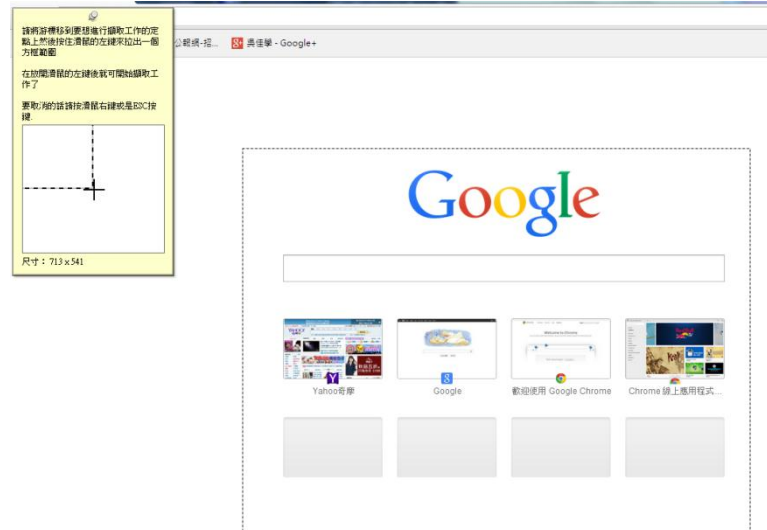 請將游標移到要想進行擷取工作的定
點上然後按住滑鼠的左鍵來拉出一個
方框範圍
在放開滑鼠的左鍵後就可開始擷取工
作了
要取消的話請按滑鼠右鍵或是ESC按
鍵.
尺寸: 713 x 541
公報網-招...
吳佳學 - Google+
Google
Yahoo奇摩
Google
歡迎使用 Google Chrome
Chrome 線上應用程式...